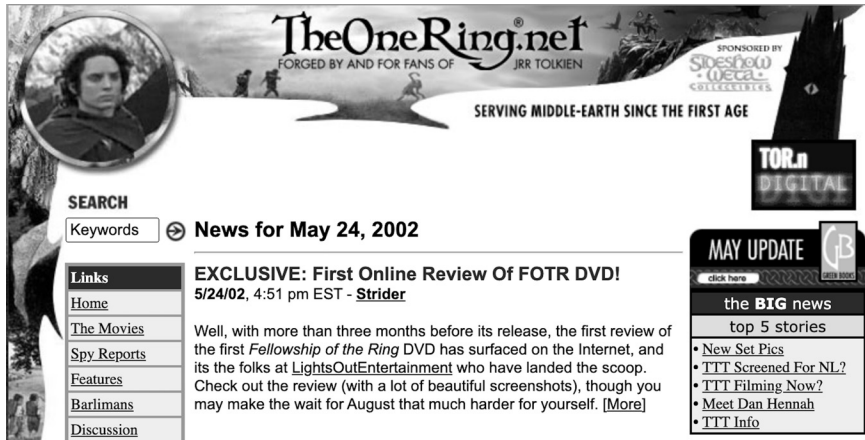 TheOneRing.net®
FORGED BY AND FOR FANS OF JRR TOLKIEN
SPONSORED BY
SIDESHOW
WETA
COLLECTIBLES
SERVING MIDDLE-EARTH SINCE THE FIRST AGE
TOR.n
DIGITAL
SEARCH
Keywords
News for May 24, 2002
Links
Home
The Movies
Spy Reports
Features
Barlimans
Discussion
EXCLUSIVE: First Online Review Of FOTR DVD!
5/24/02, 4:51 pm EST - Strider
Well, with more than three months before its release, the first review of
the first Fellowship of the Ring DVD has surfaced on the Internet, and
its the folks at LightsOutEntertainment who have landed the scoop.
Check out the review (with a lot of beautiful screenshots), though you
may make the wait for August that much harder for yourself. [More]
MAY UPDATE
GB
GREEN BOOKS
click here
the BIG news
top 5 stories
• New Set Pics
• TTT Screened For NL?
• TTT Filming Now?
• Meet Dan Hennah
• TTT Info